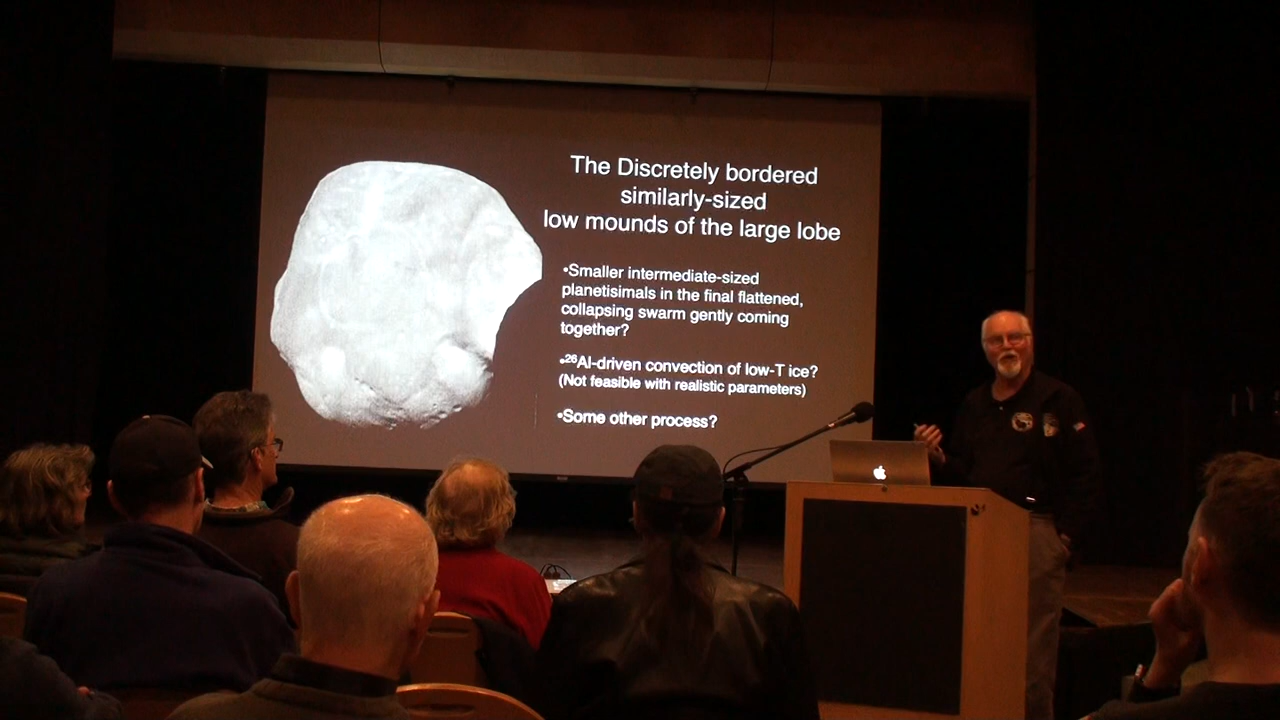 The Discretely bordered
similarly-sized
low mounds of the large lobe
•Smaller intermediate-sized
planetisimals in the final flattened,
collapsing swarm gently coming
together?
•²⁶Al-driven convection of low-T ice?
(Not feasible with realistic parameters)
•Some other process?